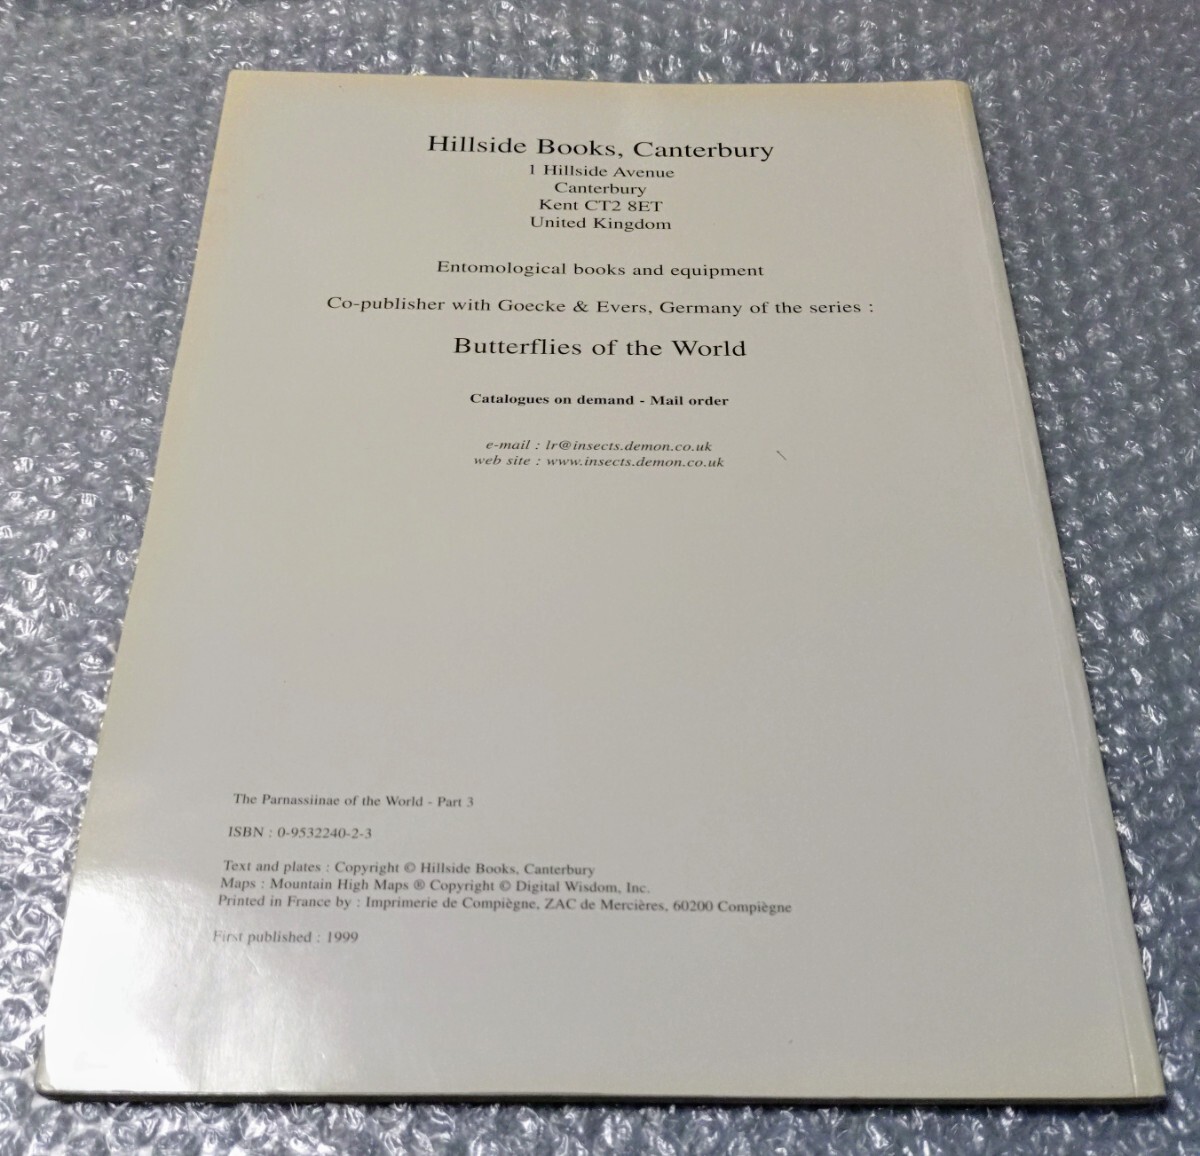 Hillside Books, Canterbury
1 Hillside Avenue
Canterbury
Kent CT2 8ET
United Kingdom
Entomological books and equipment
Co-publisher with Goecke & Evers, Germany of the series :
Butterflies of the World
Catalogues on demand - Mail order
e-mail : lr@insects.demon.co.uk
web site : www.insects.demon.co.uk
The Parnassiinae of the World - Part 3
ISBN : 0-9532240-2-3
Text and plates : Copyright © Hillside Books, Canterbury
Maps : Mountain High Maps ® Copyright © Digital Wisdom, Inc.
Printed in France by : Imprimerie de Compiègne, ZAC de Mercières, 60200 Compiègne
First published : 1999